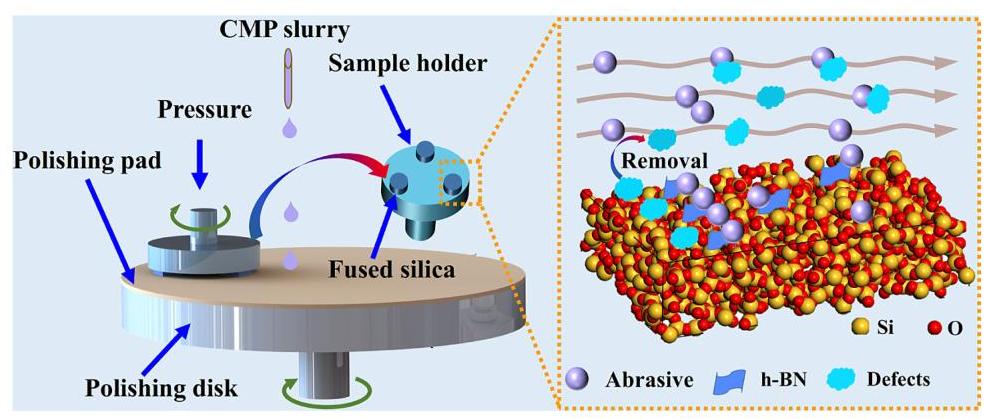 CMP slurry
Sample holder
Pressure
Polishing pad
Fused silica
Polishing disk
Removal
Si
O
Abrasive
h-BN
Defects